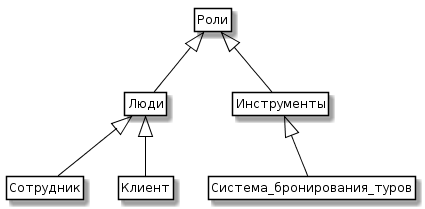 Роли
Люди
Инструменты
Сотрудник
Клиент
Система_бронирования_туров